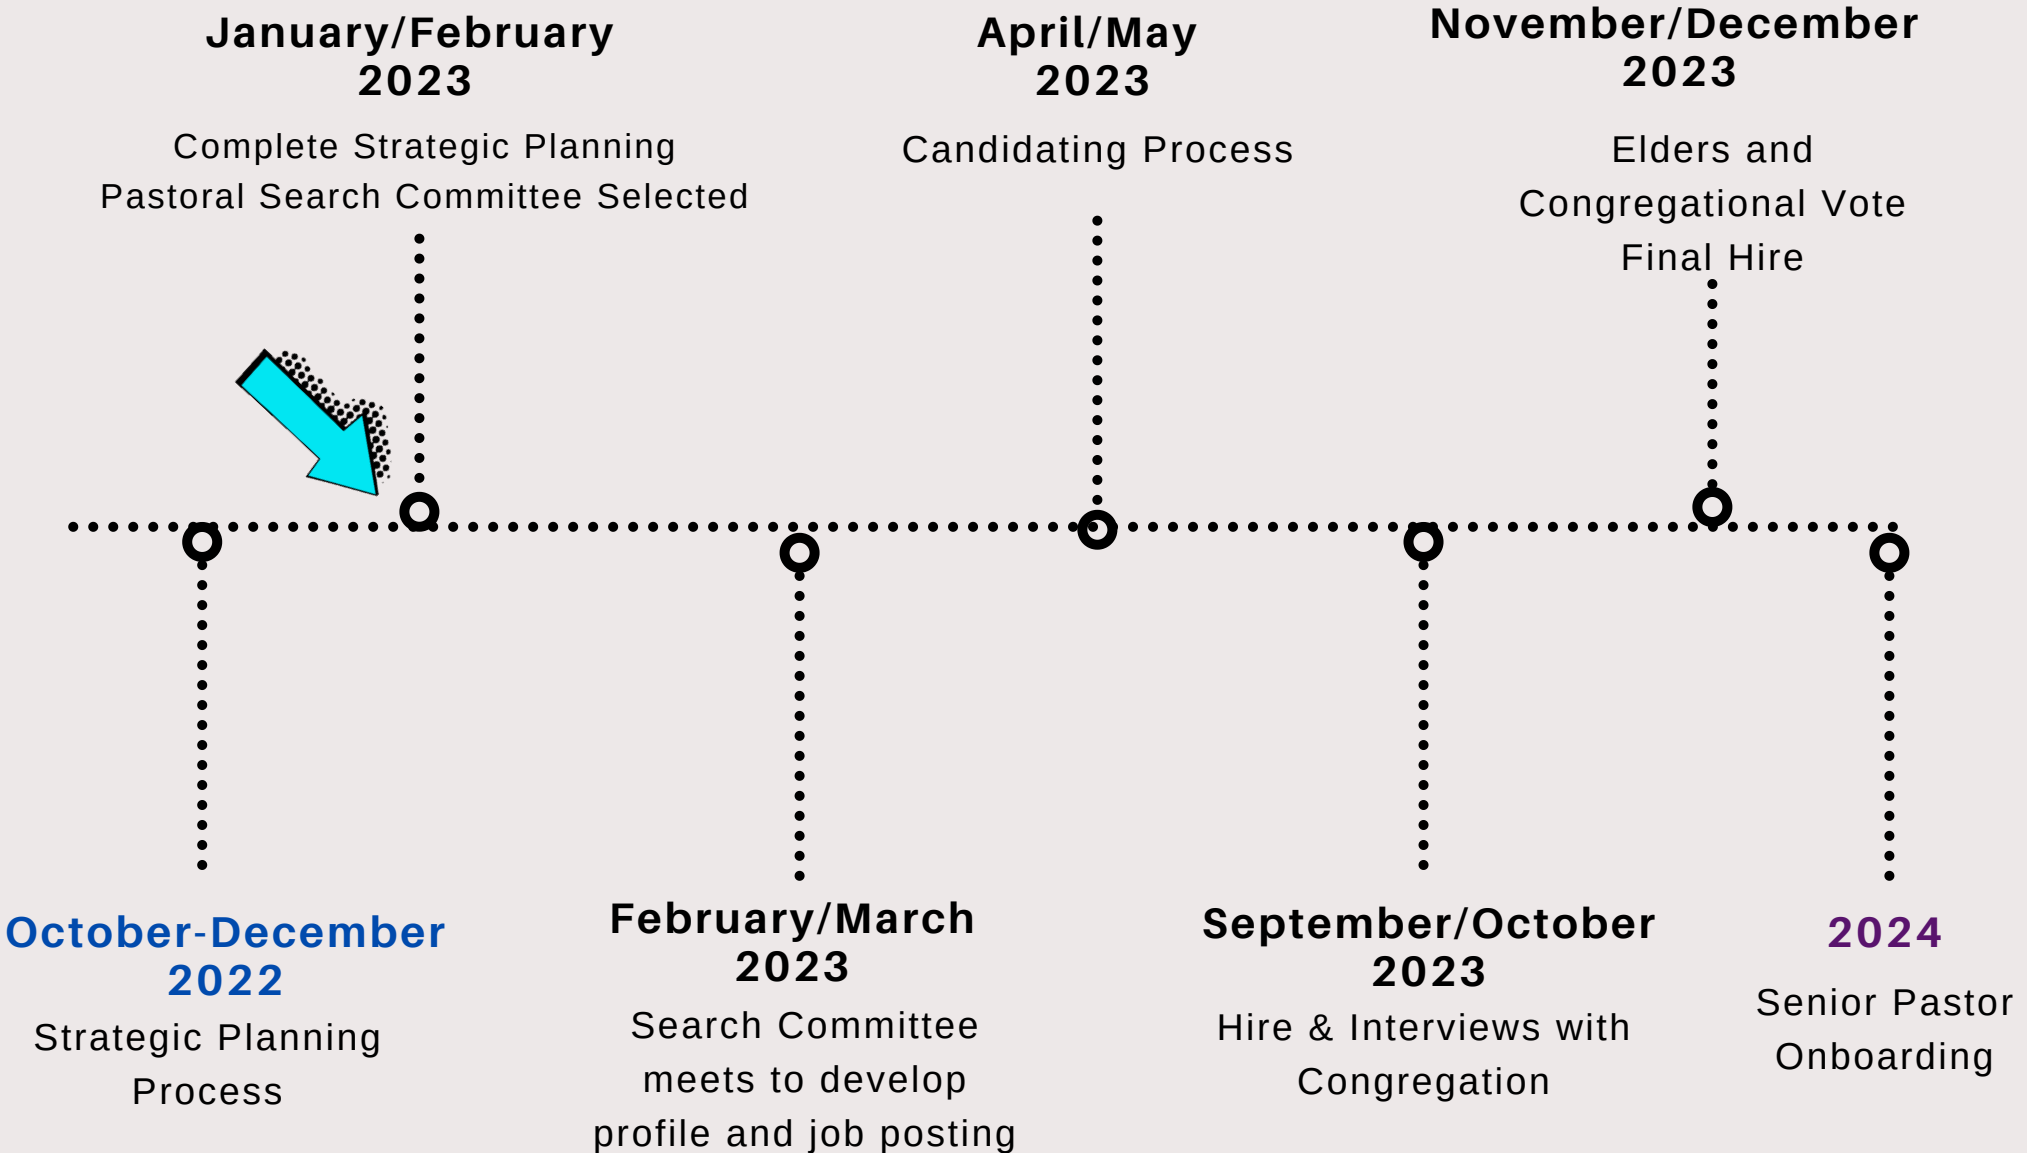 January/February
2023
Complete Strategic Planning
Pastoral Search Committee Selected
April/May
2023
Candidating Process
November/December
2023
Elders and
Congregational Vote
Final Hire
October-December
2022
Strategic Planning
Process
February/March
2023
Search Committee
meets to develop
profile and job posting
September/October
2023
Hire & Interviews with
Congregation
2024
Senior Pastor
Onboarding